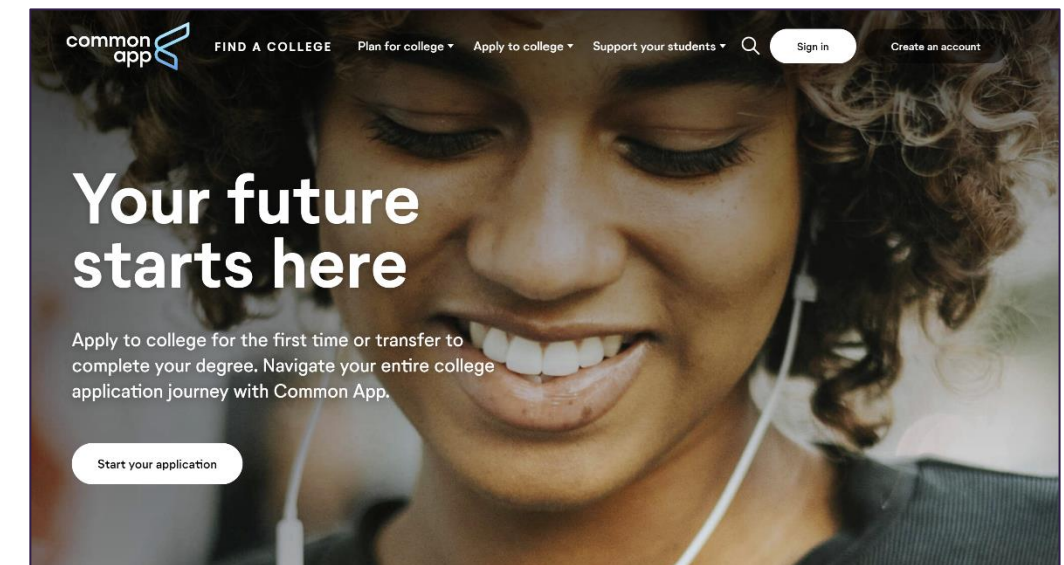 common
app
FIND A COLLEGE
Plan for college
Apply to college
Support your students
Sign in
Create an account
Your future
starts here
Apply to college for the first time or transfer to
complete your degree. Navigate your entire college
application journey with Common App.
Start your application